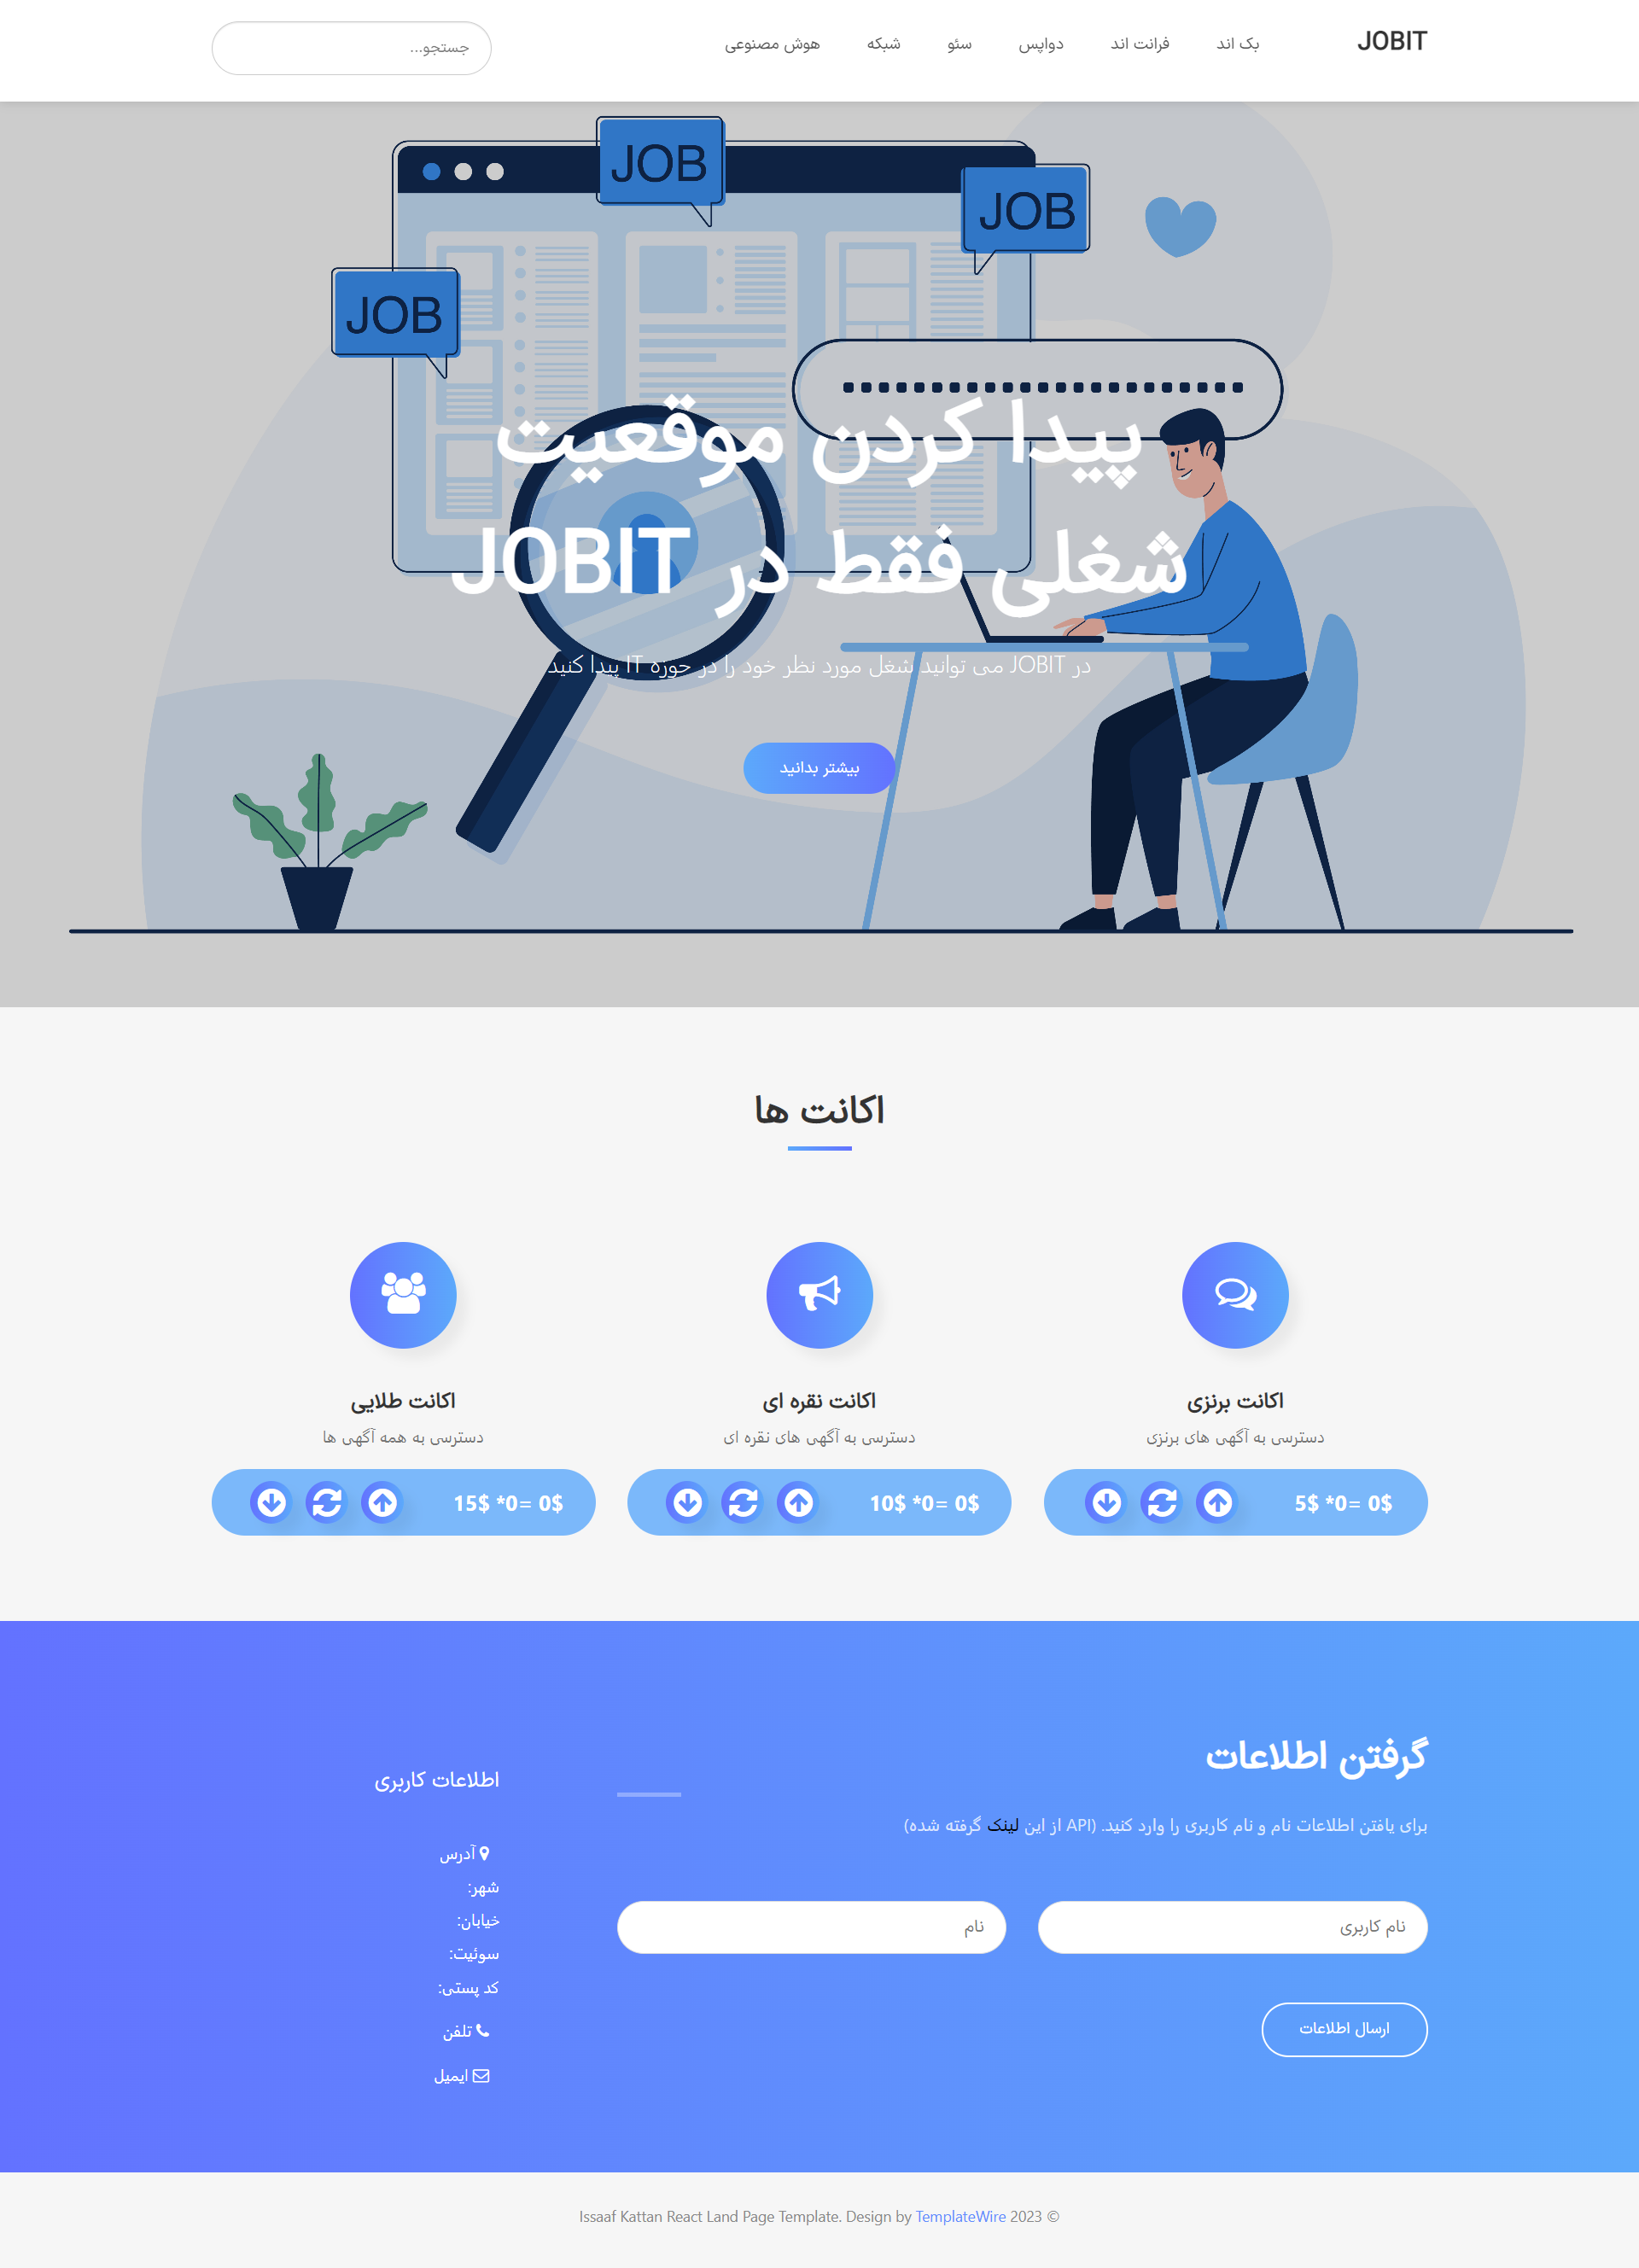 JOBIT
بک اند
فرانت اند
دواپس
سئو
شبکه
هوش مصنوعی
جستجو...
JOB
JOB
JOB
پیدا کردن موقعیت
شغلی فقط در JOBIT
در JOBIT می توانید شغل مورد نظر خود را در حوزه IT پیدا کنید
بیشتر بدانید
اکانت ها
اکانت برنزی
دسترسی به آگهی های برنزی
5$ *0= 0$
اکانت نقره ای
دسترسی به آگهی های نقره ای
10$ *0= 0$
اکانت طلایی
دسترسی به همه آگهی ها
15$ *0= 0$
گرفتن اطلاعات
برای یافتن اطلاعات نام و نام کاربری را وارد کنید. (API از این لینک گرفته شده)
نام کاربری
نام
ارسال اطلاعات
اطلاعات کاربری
آدرس
شهر:
خیابان:
سوئیت:
کد پستی:
تلفن
ایمیل
Issaaf Kattan React Land Page Template. Design by TemplateWire 2023 ©